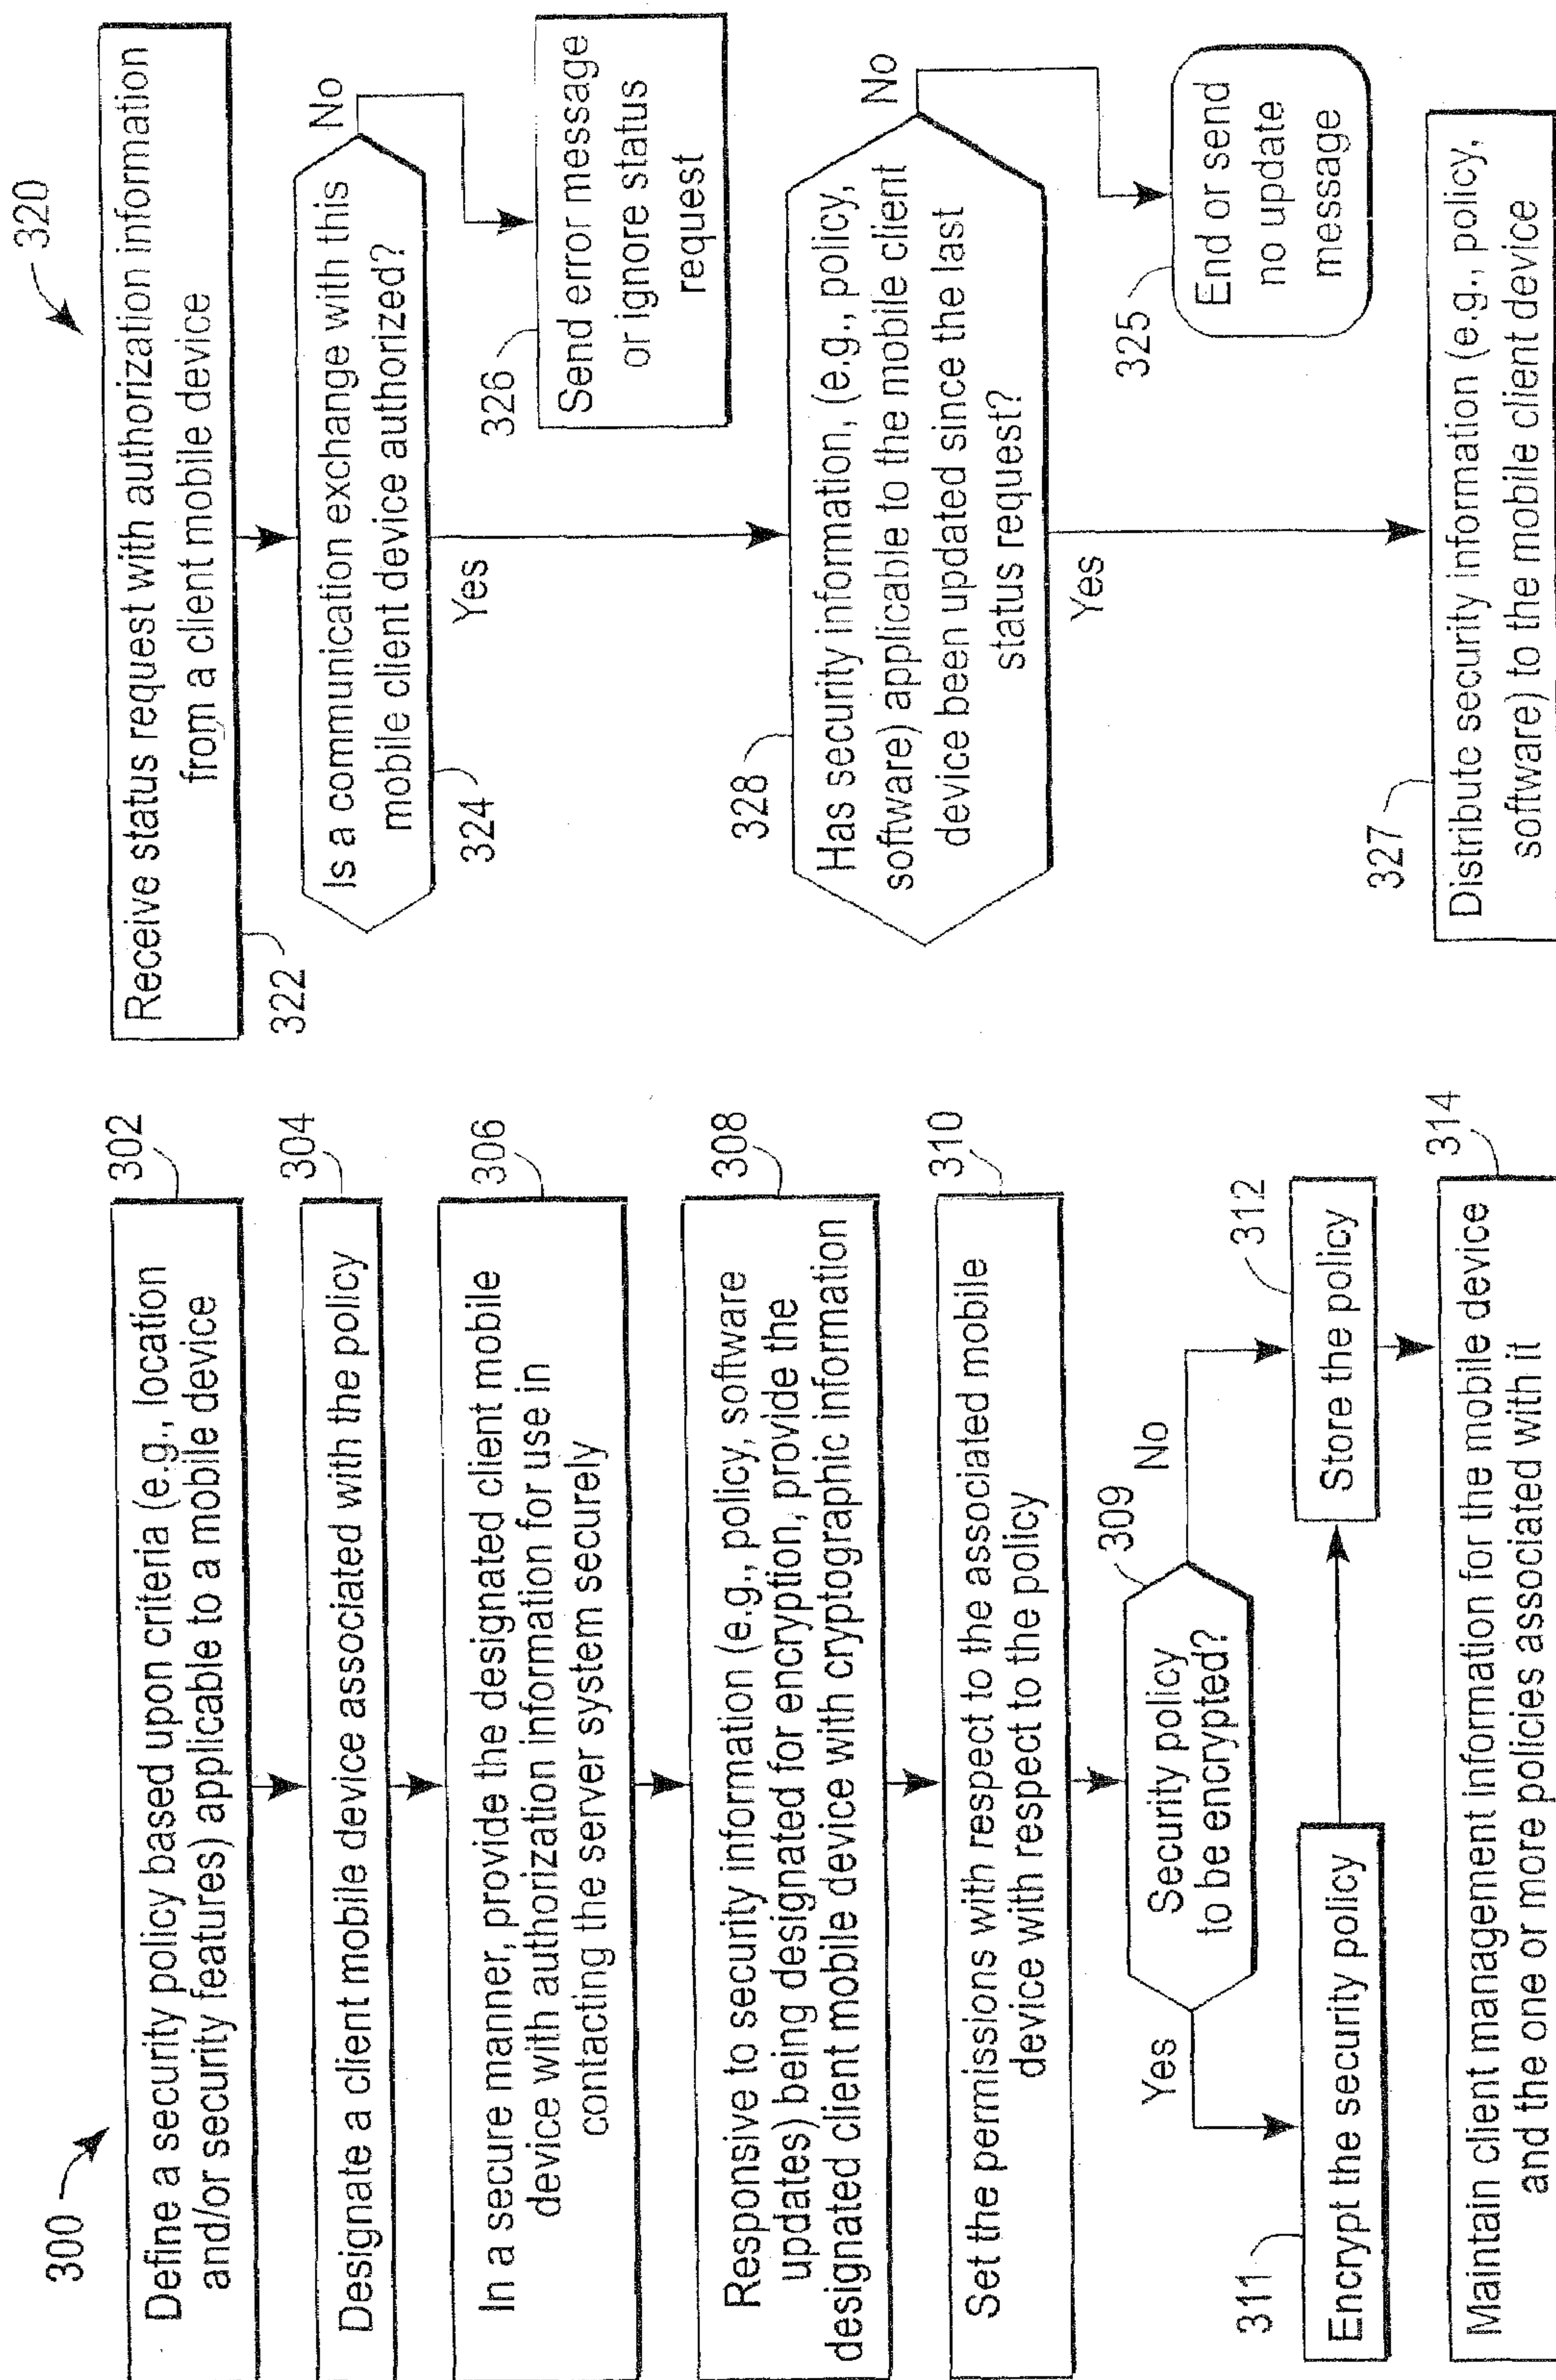 300
302
Define a security policy based upon criteria (e.g., location
and/or security features) applicable to a mobile device
304
Designate a client mobile device associated with the policy
306
In a secure manner, provide the designated client mobile
device with authorization information for use in
contacting the server system securely
308
Responsive to security information (e.g., policy, software
updates) being designated for encryption, provide the
designated client mobile device with cryptographic information
310
Set the permissions with respect to the associated mobile
device with respect to the policy
309
Security policy
to be encrypted?
Yes
No
311
Encrypt the security policy
312
Store the policy
314
Maintain client management information for the mobile device
and the one or more policies associated with it
320
Receive status request with authorization information
from a client mobile device
322
Is a communication exchange with this
mobile client device authorized?
324
No
Yes
326
Send error message
or ignore status
request
328
Has security information, (e.g., policy,
software) applicable to the mobile client
device been updated since the last
status request?
No
Yes
325
End or send
no update
message
327
Distribute security information (e.g., policy,
software) to the mobile client device